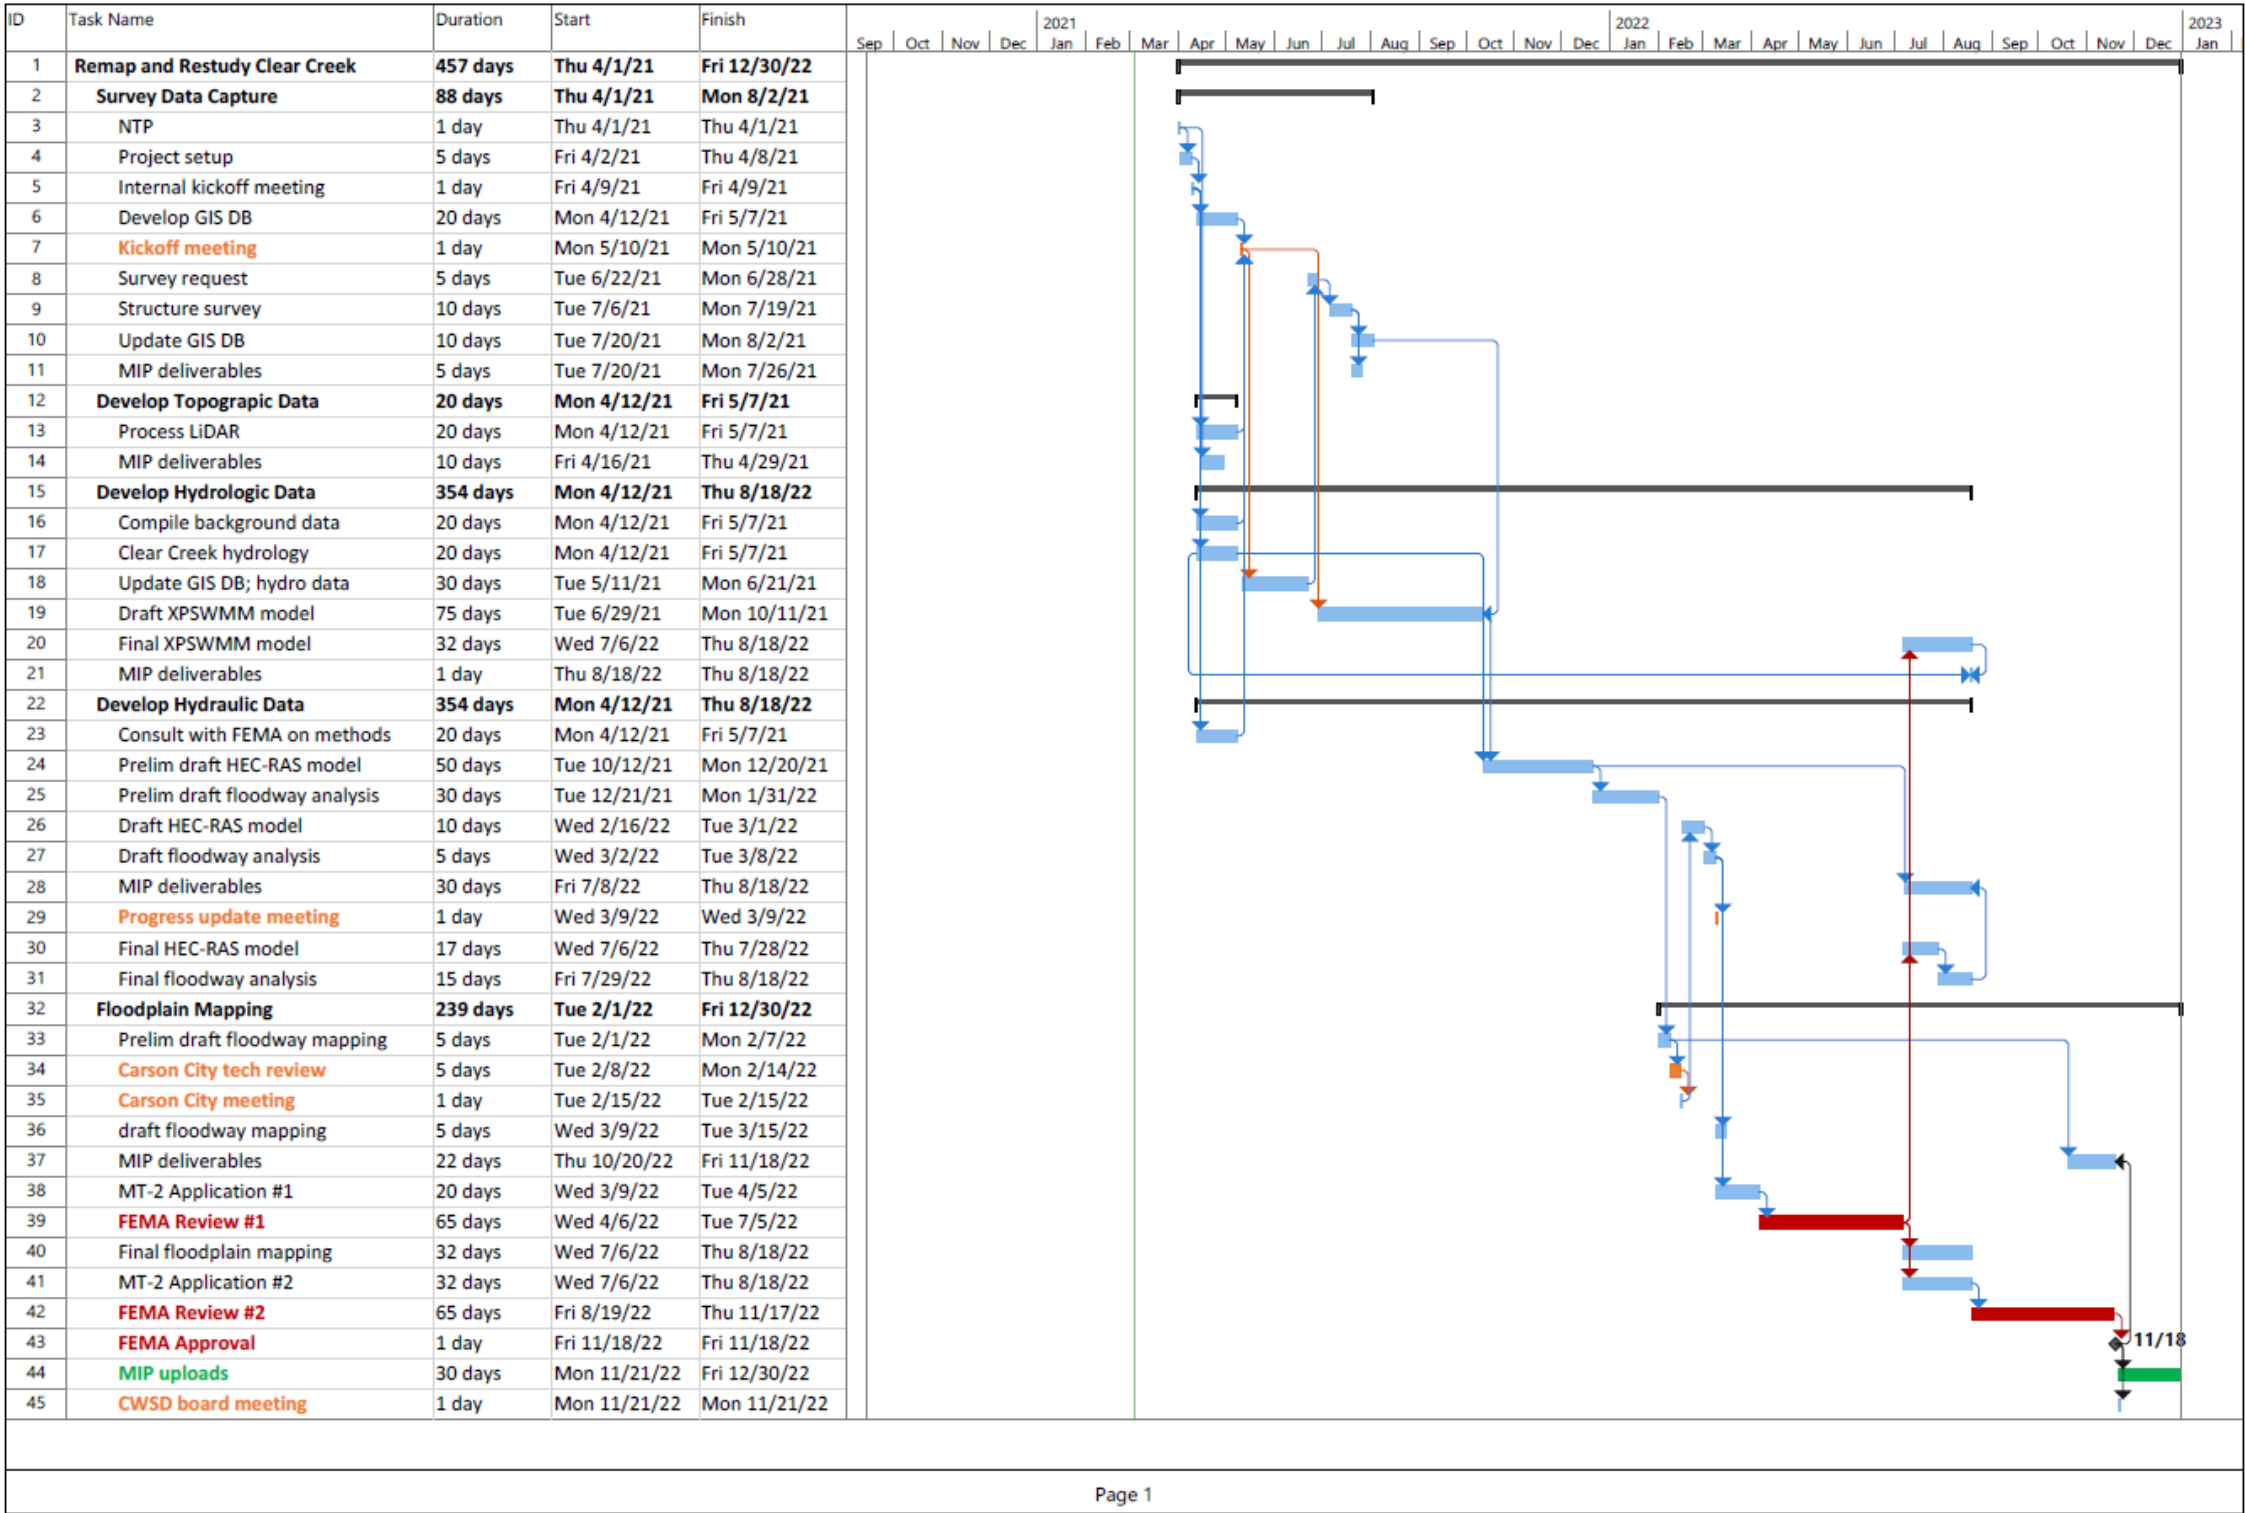 ID Task Name Duration Start Finish 2021 2022 2023
Sep Oct Nov Dec Jan Feb Mar Apr May Jun Jul Aug Sep Oct Nov Dec Jan Feb Mar Apr May Jun Jul Aug Sep Oct Nov Dec Jan
1 Remap and Restudy Clear Creek 457 days Thu 4/1/21 Fri 12/30/22
2 Survey Data Capture 88 days Thu 4/1/21 Mon 8/2/21
3 NTP 1 day Thu 4/1/21 Thu 4/1/21
4 Project setup 5 days Fri 4/2/21 Thu 4/8/21
5 Internal kickoff meeting 1 day Fri 4/9/21 Fri 4/9/21
6 Develop GIS DB 20 days Mon 4/12/21 Fri 5/7/21
7 Kickoff meeting 1 day Mon 5/10/21 Mon 5/10/21
8 Survey request 5 days Tue 6/22/21 Mon 6/28/21
9 Structure survey 10 days Tue 7/6/21 Mon 7/19/21
10 Update GIS DB 10 days Tue 7/20/21 Mon 8/2/21
11 MIP deliverables 5 days Tue 7/20/21 Mon 7/26/21
12 Develop Topograpic Data 20 days Mon 4/12/21 Fri 5/7/21
13 Process LiDAR 20 days Mon 4/12/21 Fri 5/7/21
14 MIP deliverables 10 days Fri 4/16/21 Thu 4/29/21
15 Develop Hydrologic Data 354 days Mon 4/12/21 Thu 8/18/22
16 Compile background data 20 days Mon 4/12/21 Fri 5/7/21
17 Clear Creek hydrology 20 days Mon 4/12/21 Fri 5/7/21
18 Update GIS DB; hydro data 30 days Tue 5/11/21 Mon 6/21/21
19 Draft XPSWMM model 75 days Tue 6/29/21 Mon 10/11/21
20 Final XPSWMM model 32 days Wed 7/6/22 Thu 8/18/22
21 MIP deliverables 1 day Thu 8/18/22 Thu 8/18/22
22 Develop Hydraulic Data 354 days Mon 4/12/21 Thu 8/18/22
23 Consult with FEMA on methods 20 days Mon 4/12/21 Fri 5/7/21
24 Prelim draft HEC-RAS model 50 days Tue 10/12/21 Mon 12/20/21
25 Prelim draft floodway analysis 30 days Tue 12/21/21 Mon 1/31/22
26 Draft HEC-RAS model 10 days Wed 2/16/22 Tue 3/1/22
27 Draft floodway analysis 5 days Wed 3/2/22 Tue 3/8/22
28 MIP deliverables 30 days Fri 7/8/22 Thu 8/18/22
29 Progress update meeting 1 day Wed 3/9/22 Wed 3/9/22
30 Final HEC-RAS model 17 days Wed 7/6/22 Thu 7/28/22
31 Final floodway analysis 15 days Fri 7/29/22 Thu 8/18/22
32 Floodplain Mapping 239 days Tue 2/1/22 Fri 12/30/22
33 Prelim draft floodway mapping 5 days Tue 2/1/22 Mon 2/7/22
34 Carson City tech review 5 days Tue 2/8/22 Mon 2/14/22
35 Carson City meeting 1 day Tue 2/15/22 Tue 2/15/22
36 draft floodway mapping 5 days Wed 3/9/22 Tue 3/15/22
37 MIP deliverables 22 days Thu 10/20/22 Fri 11/18/22
38 MT-2 Application #1 20 days Wed 3/9/22 Tue 4/5/22
39 FEMA Review #1 65 days Wed 4/6/22 Tue 7/5/22
40 Final floodplain mapping 32 days Wed 7/6/22 Thu 8/18/22
41 MT-2 Application #2 32 days Wed 7/6/22 Thu 8/18/22
42 FEMA Review #2 65 days Fri 8/19/22 Thu 11/17/22
43 FEMA Approval 1 day Fri 11/18/22 Fri 11/18/22 11/18
44 MIP uploads 30 days Mon 11/21/22 Fri 12/30/22
45 CWSD board meeting 1 day Mon 11/21/22 Mon 11/21/22
Page 1